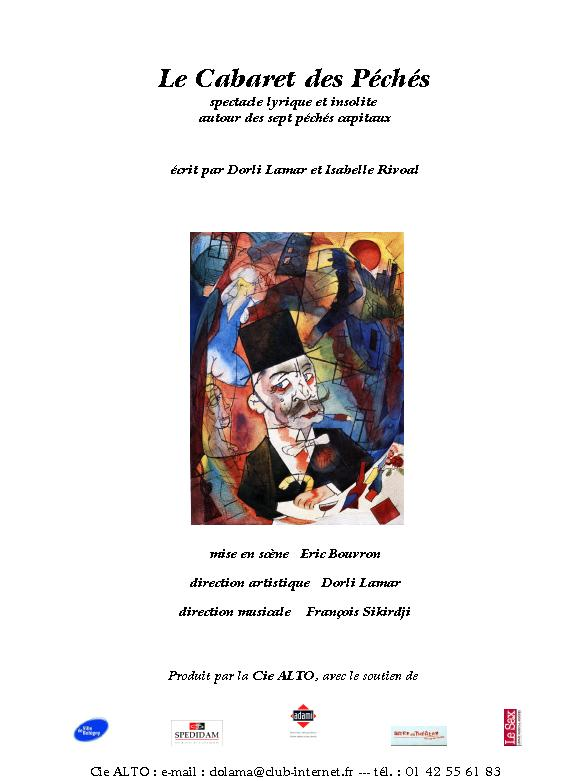 Le Cabaret des Péchés
spectacle lyrique et insolite
autour des sept péchés capitaux
écrit par Dorli Lamar et Isabelle Rivoal
mise en scène Eric Bouvron
direction artistique Dorli Lamar
direction musicale François Sikirdji
Produit par la Cie ALTO, avec le soutien de
SPEDIDAM
adami
Le Sax
Cie ALTO : e-mail : dolama@club-internet.fr --- tél. : 01 42 55 61 83